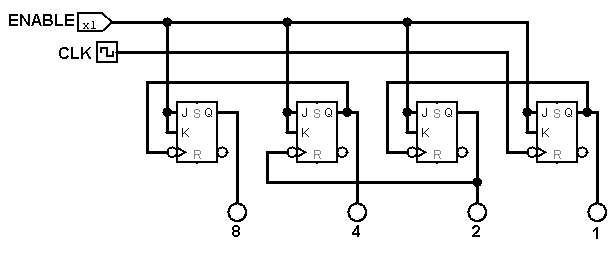 ENABLE x1
CLK
J S Q J S Q J S Q J S Q
K K K K
R R R R
8 4 2 1